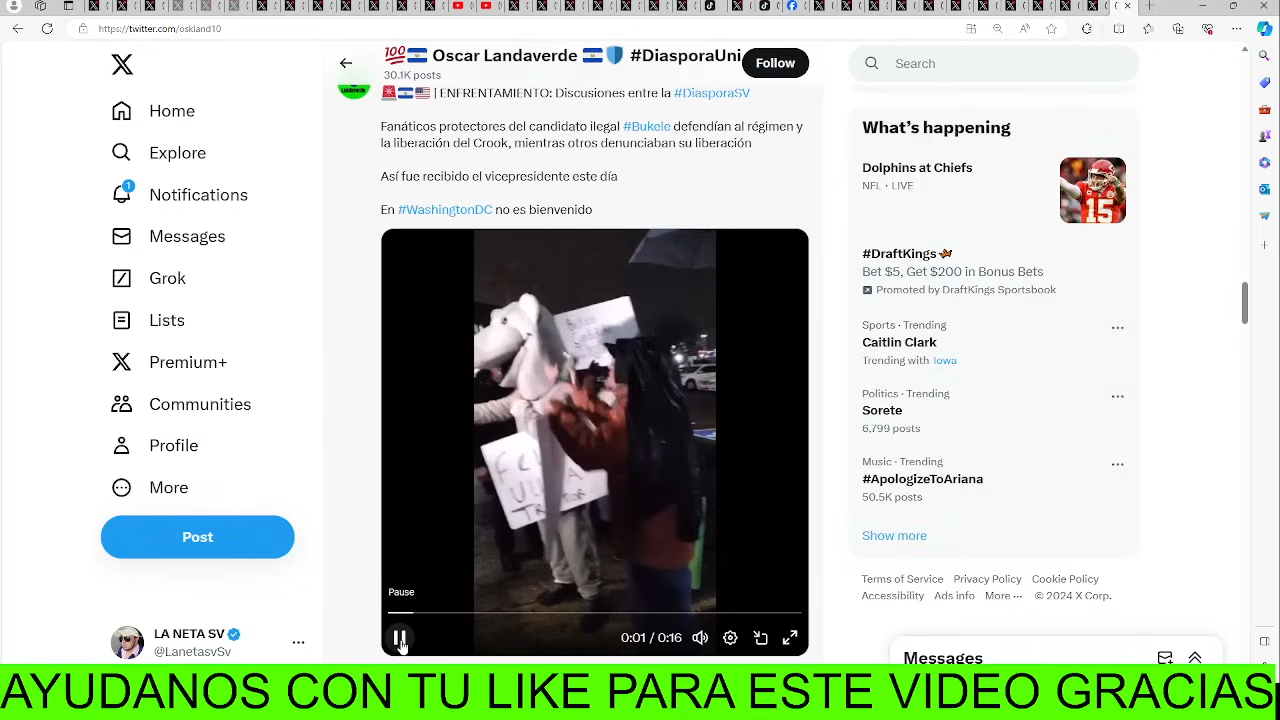 https://twitter.com/oskland10
Oscar Landaverde #DiasporaUni
30.1K posts
Follow
Search
Home
Explore
1
Notifications
Messages
Grok
Lists
Premium+
Communities
Profile
More
Post
LA NETA SV
@LanetasvSv
Landaverde
| ENFRENTAMIENTO: Discusiones entre la #DiasporaSV
Fanáticos protectores del candidato ilegal #Bukele defendían al régimen y
la liberación del Crook, mientras otros denunciaban su liberación
Así fue recibido el vicepresidente este día
En #WashingtonDC no es bienvenido
Pause
0:01 / 0:16
What's happening
Dolphins at Chiefs
NFL · LIVE
15
#DraftKings
Bet $5, Get $200 in Bonus Bets
Promoted by DraftKings Sportsbook
Sports · Trending
Caitlin Clark
Trending with Iowa
Politics · Trending
Sorete
6,799 posts
Music · Trending
#ApologizeToAriana
50.5K posts
Show more
Terms of Service Privacy Policy Cookie Policy
Accessibility Ads info More ··· © 2024 X Corp.
Messages
AYUDANOS CON TU LIKE PARA ESTE VIDEO GRACIAS